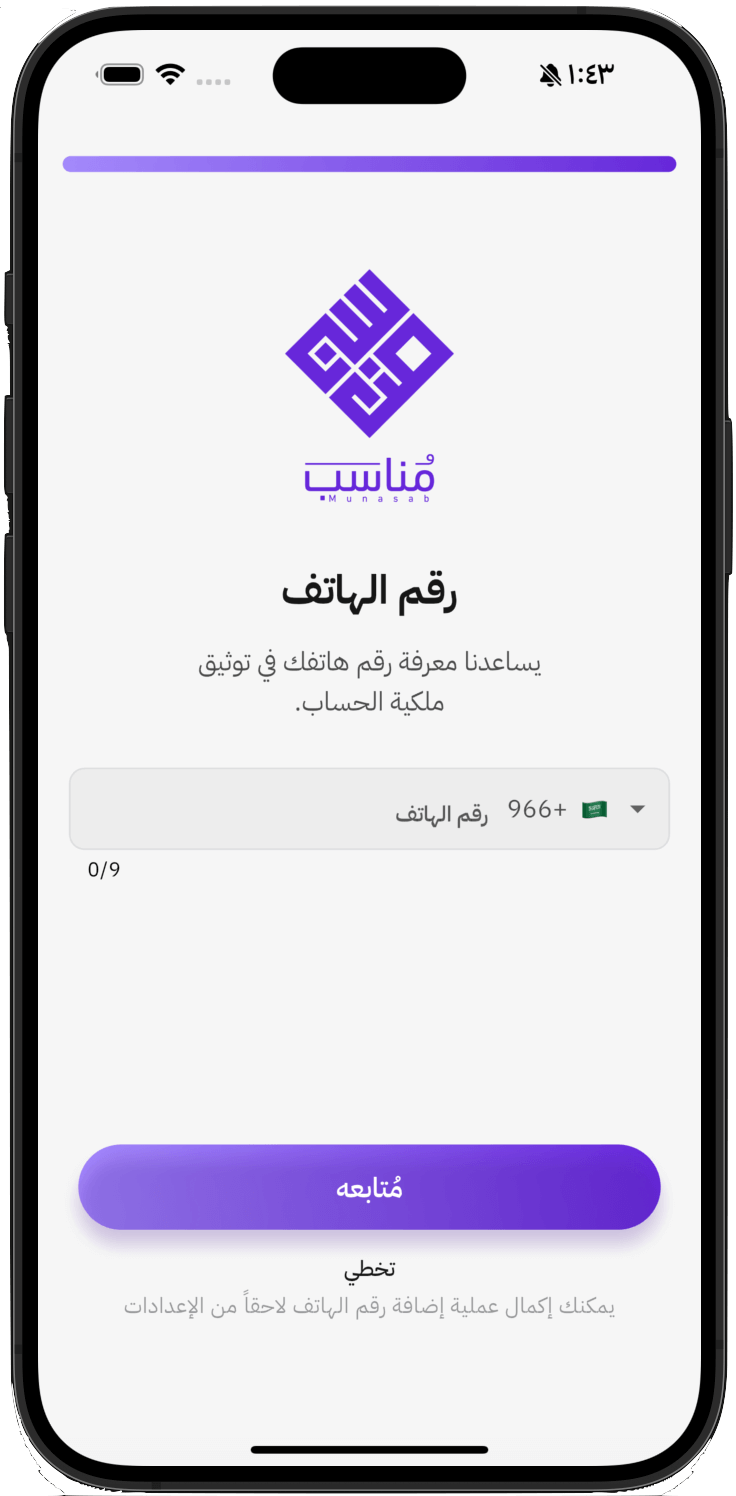 ١:٤٣
مُناسَب
Munasab
رقم الهاتف
يساعدنا معرفة رقم هاتفك في توثيق
ملكية الحساب.
966+ رقم الهاتف
0/9
مُتابعه
تخطي
يمكنك إكمال عملية إضافة رقم الهاتف لاحقاً من الإعدادات